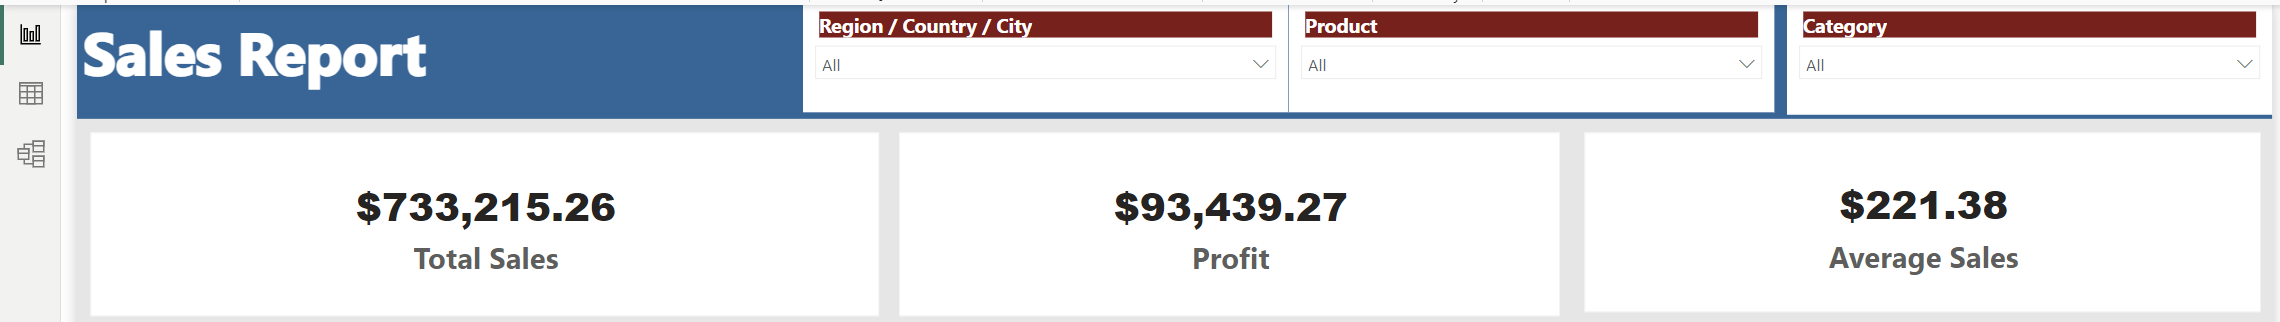 Sales Report
Region / Country / City
All
Product
All
Category
All
$733,215.26
Total Sales
$93,439.27
Profit
$221.38
Average Sales